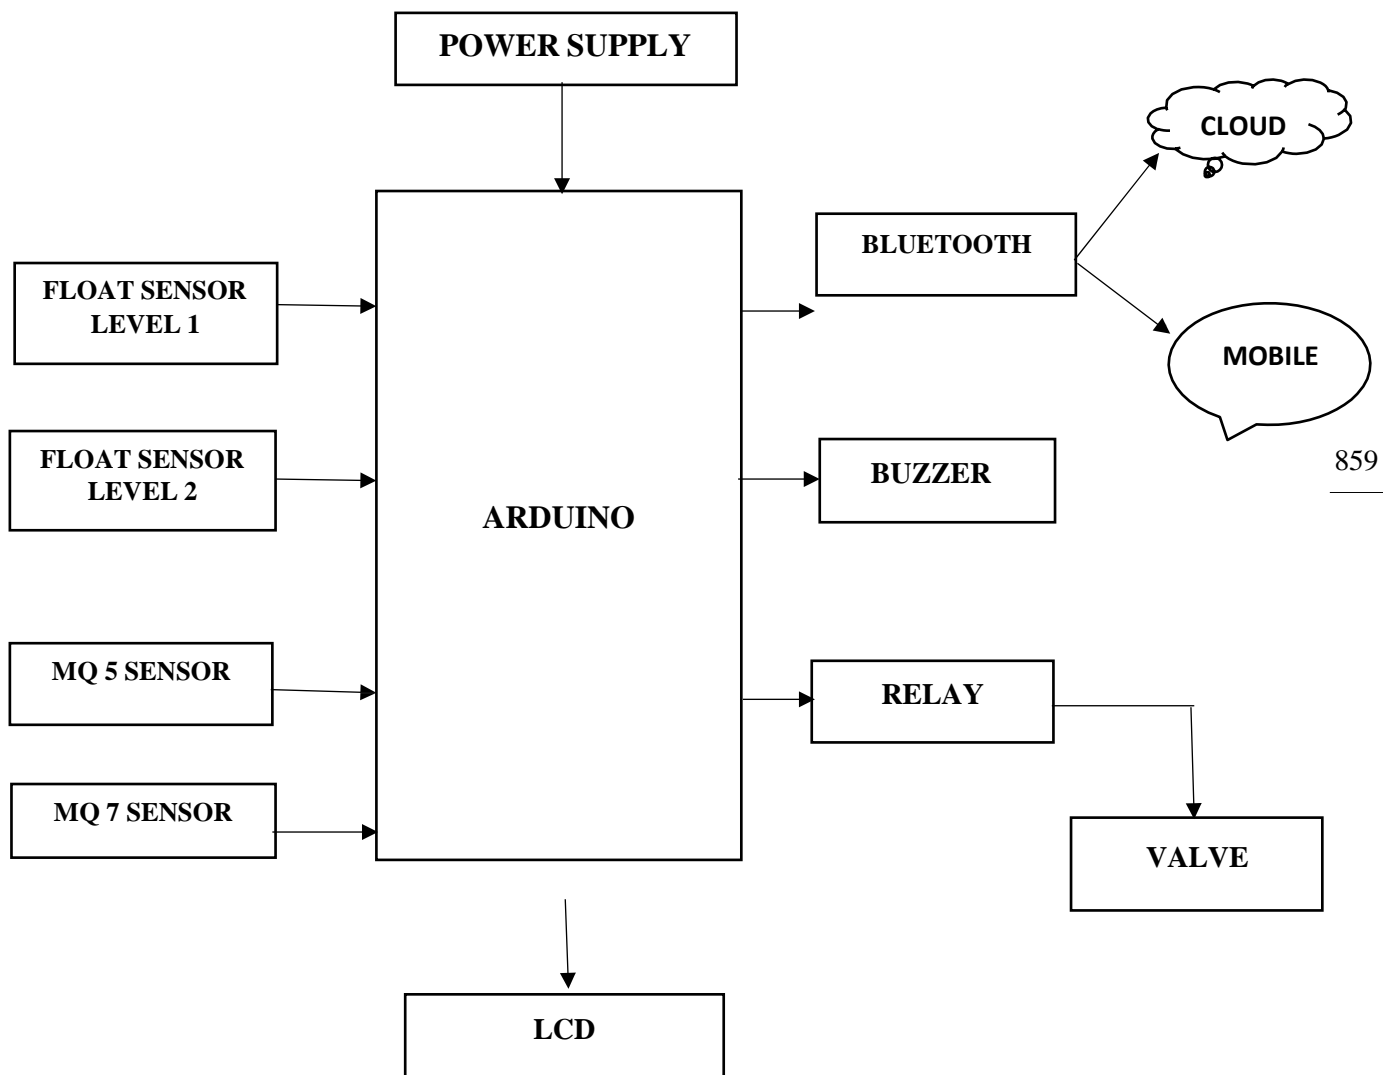 POWER SUPPLY
CLOUD
BLUETOOTH
FLOAT SENSOR
LEVEL 1
MOBILE
859
FLOAT SENSOR
LEVEL 2
BUZZER
ARDUINO
MQ 5 SENSOR
RELAY
MQ 7 SENSOR
VALVE
LCD